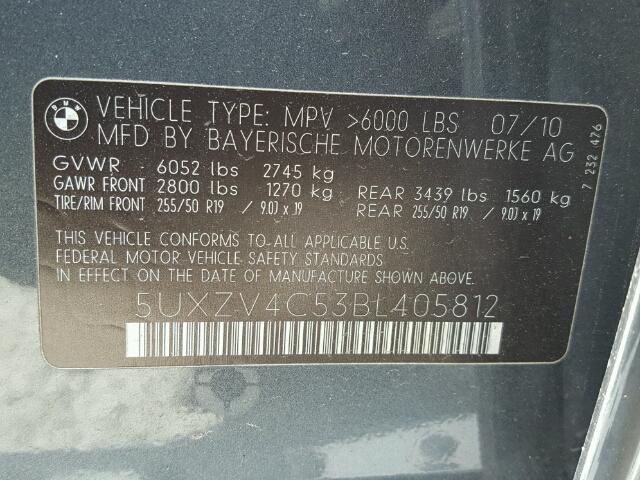 BMW
VEHICLE TYPE: MPV >6000 LBS 07/10
MFD BY BAYERISCHE MOTORENWERKE AG
GVWR 6052 lbs 2745 kg
GAWR FRONT 2800 lbs 1270 kg REAR 3439 lbs 1560 kg
TIRE/RIM FRONT 255/50 R19 / 9.0J x 19 REAR 255/50 R19 / 9.0J x 19
7 232 476
THIS VEHICLE CONFORMS TO ALL APPLICABLE U.S.
FEDERAL MOTOR VEHICLE SAFETY STANDARDS
IN EFFECT ON THE DATE OF MANUFACTURE SHOWN ABOVE.
5UXZV4C53BL405812